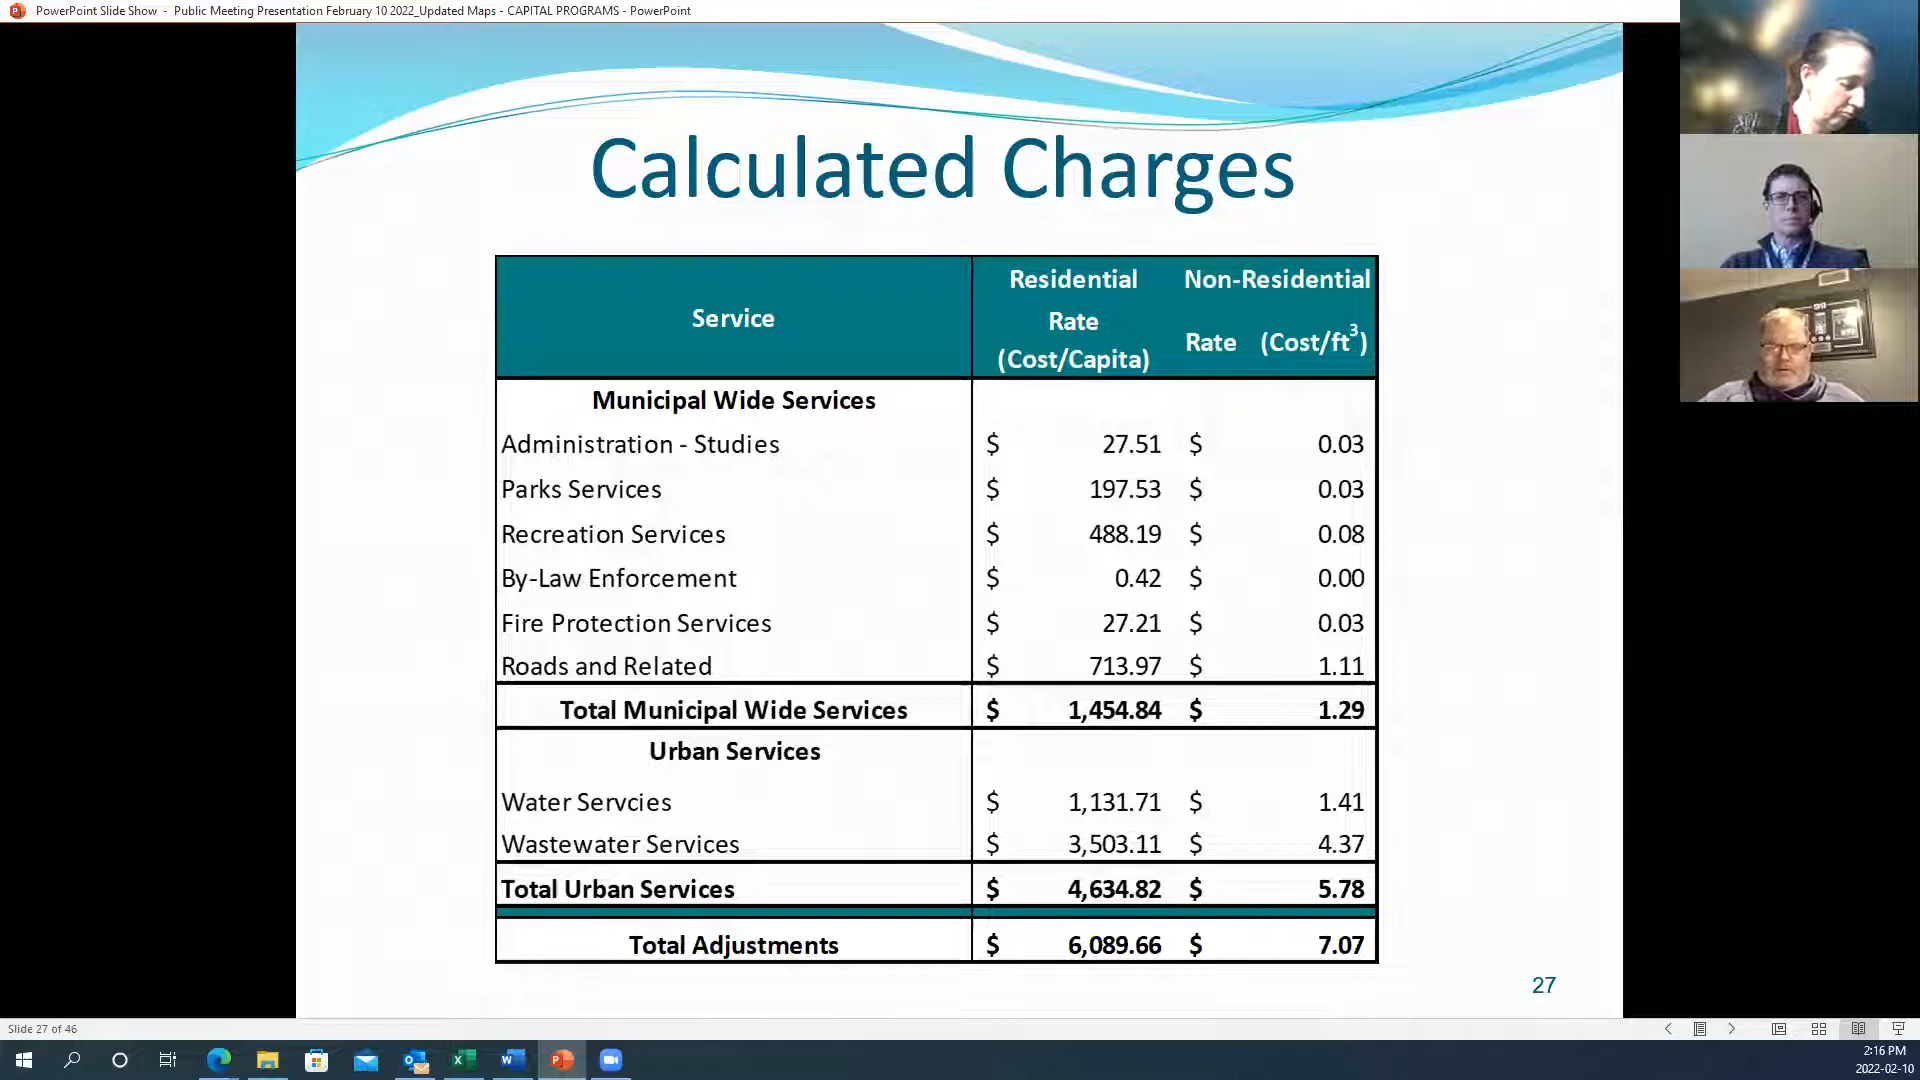 PowerPoint Slide Show - Public Meeting Presentation February 10 2022_Updated Maps - CAPITAL PROGRAMS - PowerPoint
Calculated Charges
Service Residential Rate (Cost/Capita) Non-Residential Rate (Cost/ft³)
Municipal Wide Services
Administration - Studies $ 27.51 $ 0.03
Parks Services $ 197.53 $ 0.03
Recreation Services $ 488.19 $ 0.08
By-Law Enforcement $ 0.42 $ 0.00
Fire Protection Services $ 27.21 $ 0.03
Roads and Related $ 713.97 $ 1.11
Total Municipal Wide Services $ 1,454.84 $ 1.29
Urban Services
Water Servcies $ 1,131.71 $ 1.41
Wastewater Services $ 3,503.11 $ 4.37
Total Urban Services $ 4,634.82 $ 5.78
Total Adjustments $ 6,089.66 $ 7.07
27
Slide 27 of 46
2:16 PM
2022-02-10